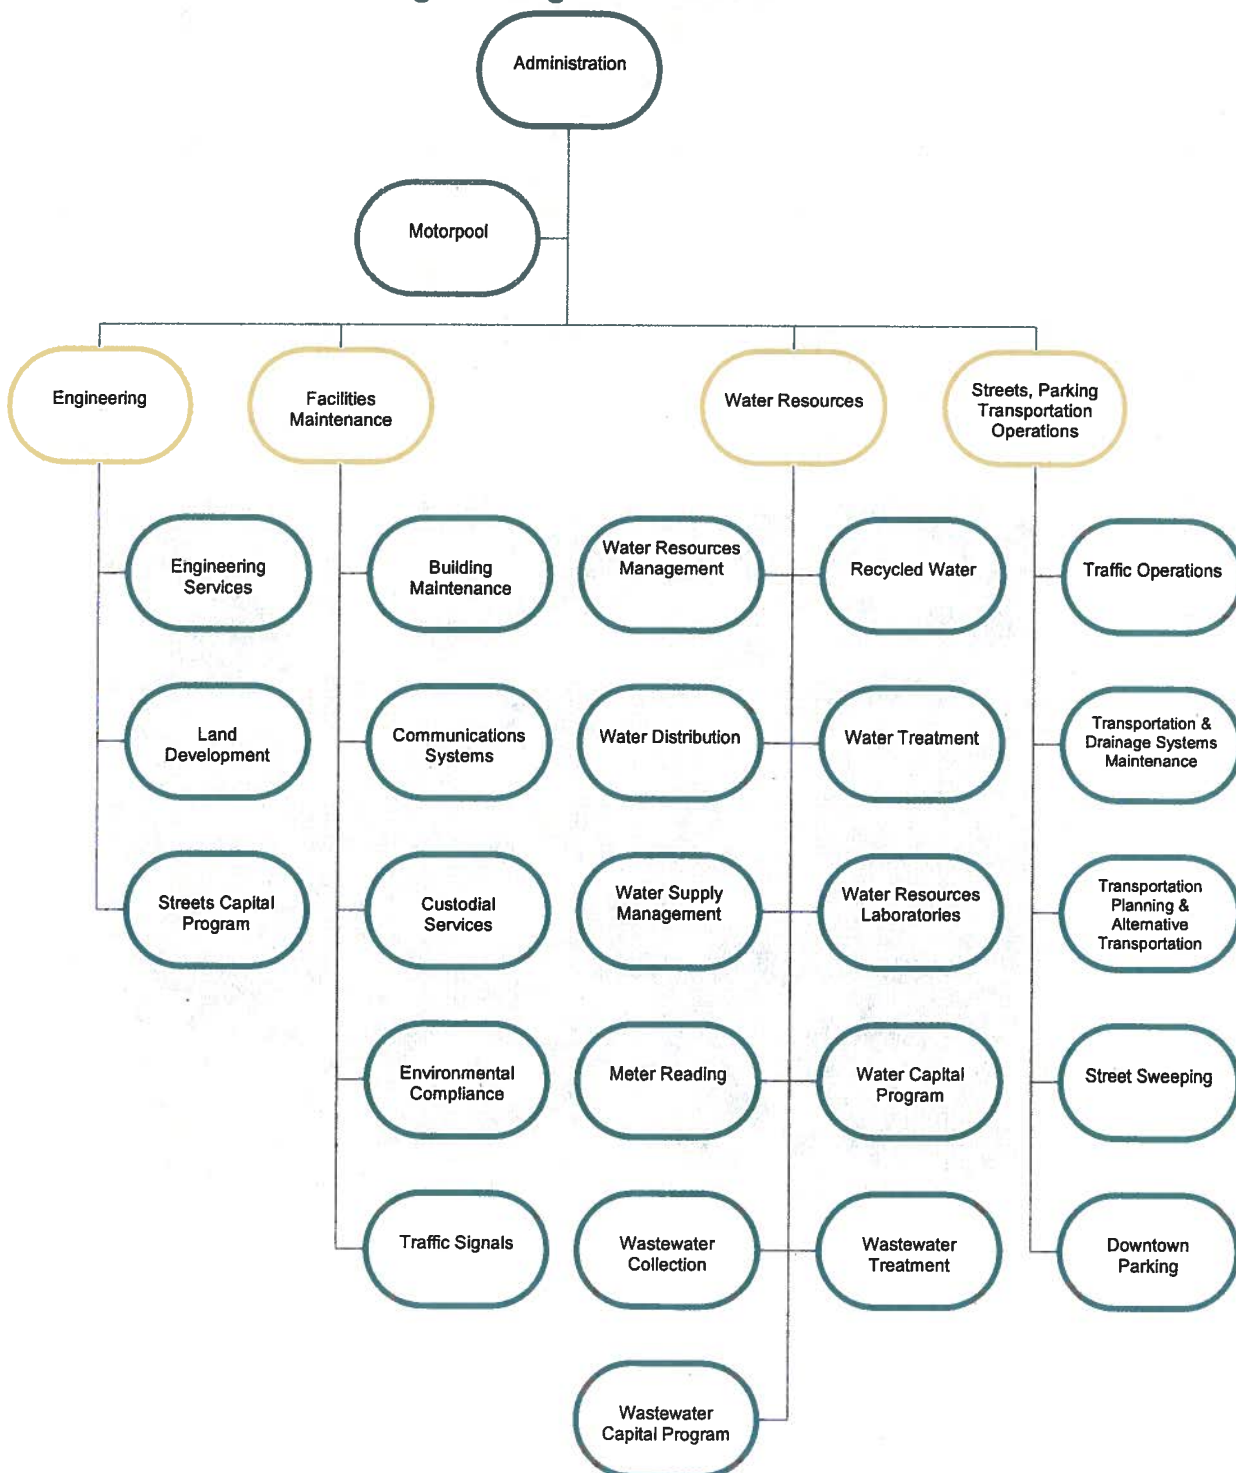 Administration
Motorpool
Engineering
Facilities
Maintenance
Water Resources
Streets, Parking
Transportation
Operations
Engineering
Services
Building
Maintenance
Water Resources
Management
Recycled Water
Traffic Operations
Land
Development
Communications
Systems
Water Distribution
Water Treatment
Transportation &
Drainage Systems
Maintenance
Streets Capital
Program
Custodial
Services
Water Supply
Management
Water Resources
Laboratories
Transportation
Planning &
Alternative
Transportation
Environmental
Compliance
Meter Reading
Water Capital
Program
Street Sweeping
Traffic Signals
Wastewater
Collection
Wastewater
Treatment
Downtown
Parking
Wastewater
Capital Program